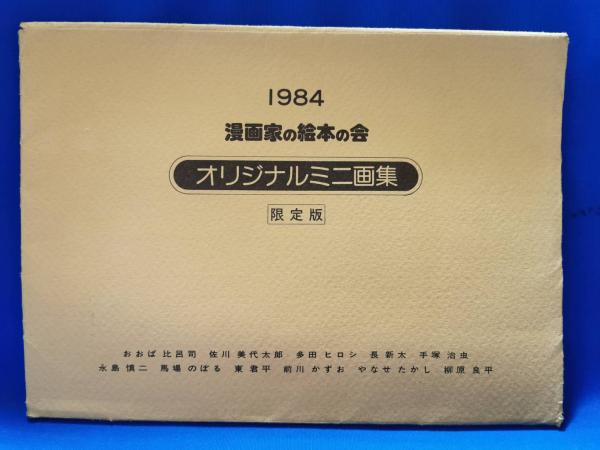 1984
漫画家の絵本の会
オリジナルミニ画集
限定版
おおば比呂司 佐川美代太郎 多田ヒロシ 長新太 手塚治虫
永島慎二 馬場のぼる 東君平 前川かずお やなせたかし 柳原良平